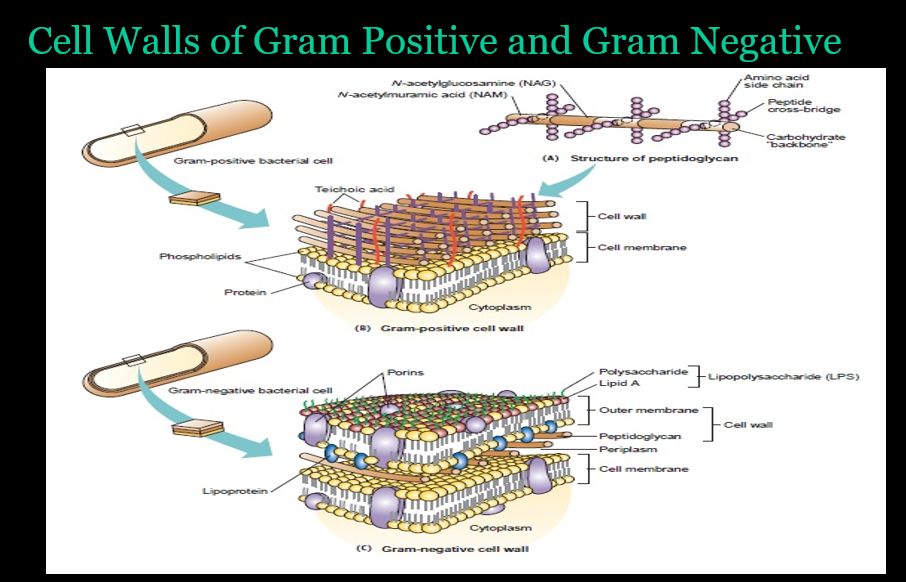 Cell Walls of Gram Positive and Gram Negative
N-acetylglucosamine (NAG)
N-acetylmuramic acid (NAM)
Amino acid
side chain
Peptide
cross-bridge
Carbohydrate
"backbone"
(A) Structure of peptidoglycan
Gram-positive bacterial cell
Teichoic acid
Cell wall
Cell membrane
Phospholipids
Protein
Cytoplasm
(B) Gram-positive cell wall
Gram-negative bacterial cell
Porins
Polysaccharide
Lipid A
Lipopolysaccharide (LPS)
Outer membrane
Cell wall
Peptidoglycan
Periplasm
Cell membrane
Lipoprotein
Cytoplasm
(C) Gram-negative cell wall